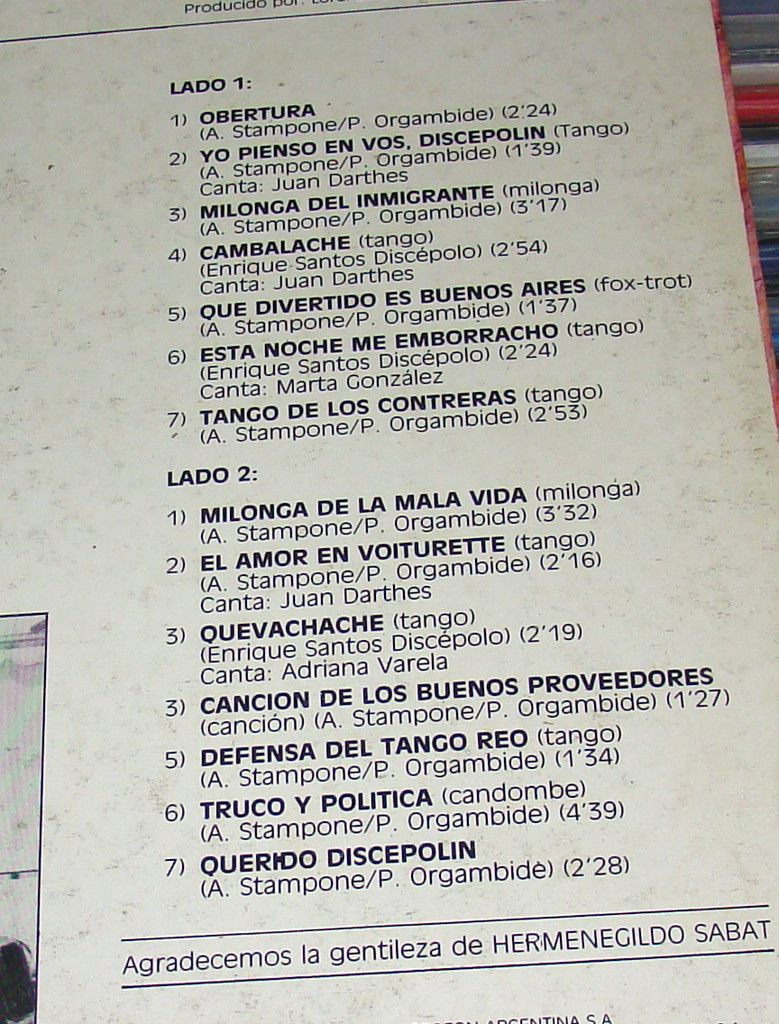 Producido por:
LADO 1:
1) OBERTURA
(A. Stampone/P. Orgambide) (2'24)
2) YO PIENSO EN VOS, DISCEPOLIN (Tango)
(A. Stampone/P. Orgambide) (1'39)
Canta: Juan Darthes
3) MILONGA DEL INMIGRANTE (milonga)
(A. Stampone/P. Orgambide) (3'17)
4) CAMBALACHE (tango)
(Enrique Santos Discépolo) (2'54)
Canta: Juan Darthes
5) QUE DIVERTIDO ES BUENOS AIRES (fox-trot)
(A. Stampone/P. Orgambide) (1'37)
6) ESTA NOCHE ME EMBORRACHO (tango)
(Enrique Santos Discépolo) (2'24)
Canta: Marta González
7) TANGO DE LOS CONTRERAS (tango)
(A. Stampone/P. Orgambide) (2'53)
LADO 2:
1) MILONGA DE LA MALA VIDA (milonga)
(A. Stampone/P. Orgambide) (3'32)
2) EL AMOR EN VOITURETTE (tango)
(A. Stampone/P. Orgambide) (2'16)
Canta: Juan Darthes
3) QUEVACHACHE (tango)
(Enrique Santos Discépolo) (2'19)
Canta: Adriana Varela
3) CANCION DE LOS BUENOS PROVEEDORES
(canción) (A. Stampone/P. Orgambide) (1'27)
5) DEFENSA DEL TANGO REO (tango)
(A. Stampone/P. Orgambide) (1'34)
6) TRUCO Y POLITICA (candombe)
(A. Stampone/P. Orgambide) (4'39)
7) QUERIDO DISCEPOLIN
(A. Stampone/P. Orgambide) (2'28)
Agradecemos la gentileza de HERMENEGILDO SABAT
ARGENTINA S.A.